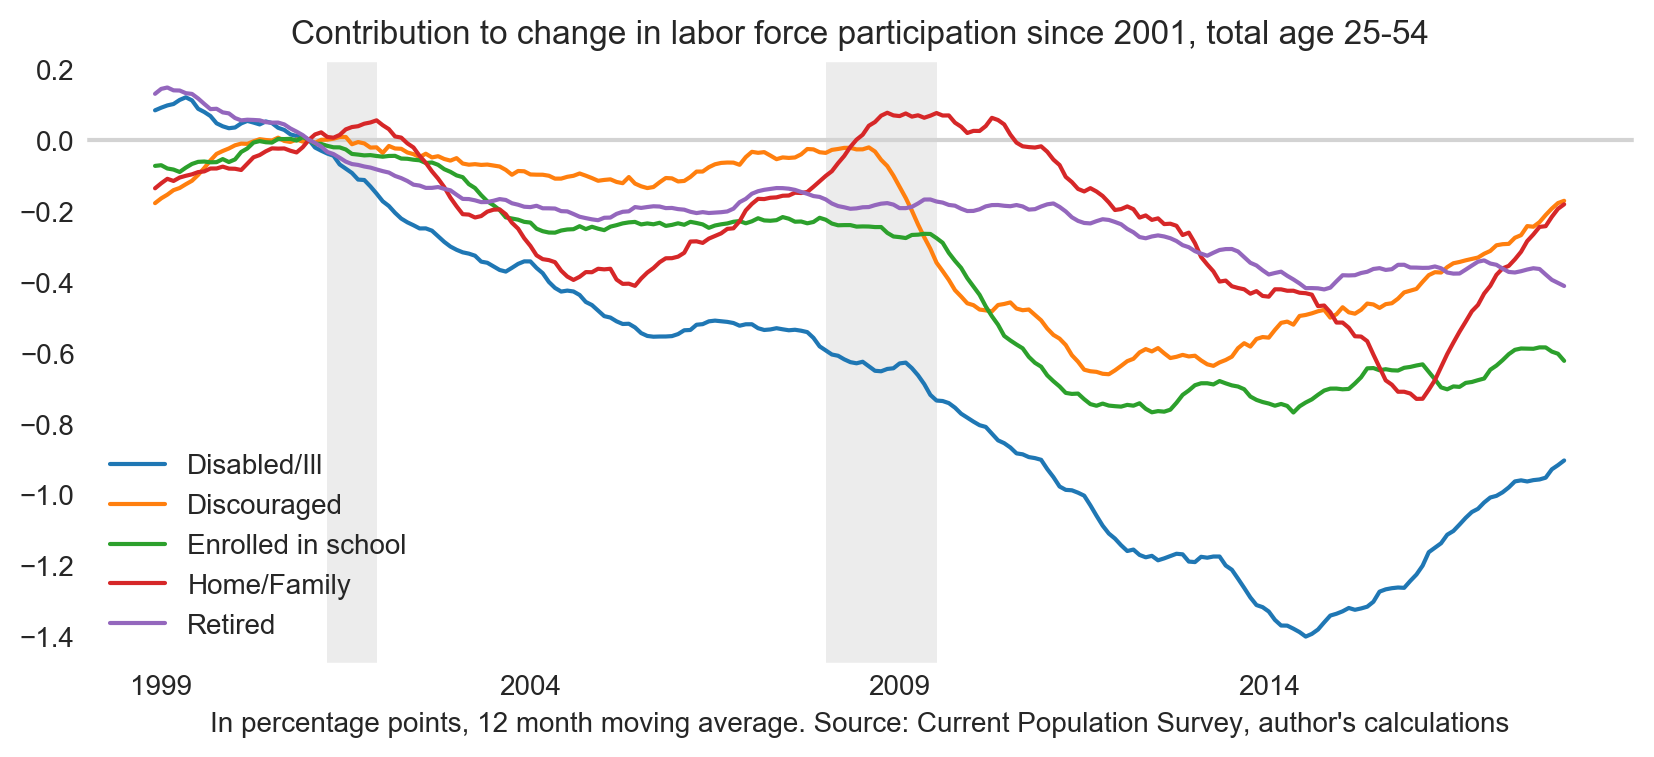 Contribution to change in labor force participation since 2001, total age 25-54
0.2
0.0
−0.2
−0.4
−0.6
−0.8
−1.0
−1.2
−1.4
Disabled/Ill
Discouraged
Enrolled in school
Home/Family
Retired
1999 2004 2009 2014
In percentage points, 12 month moving average. Source: Current Population Survey, author's calculations